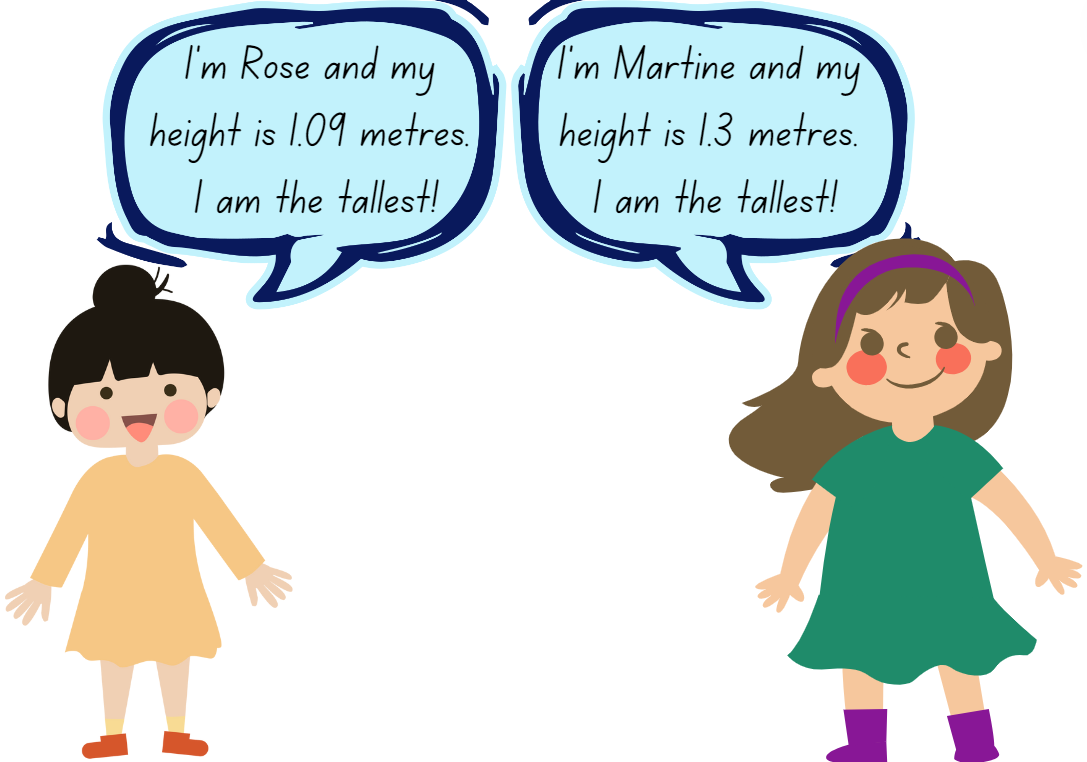 I'm Rose and my
height is 1.09 metres.
I am the tallest!
I'm Martine and my
height is 1.3 metres.
I am the tallest!